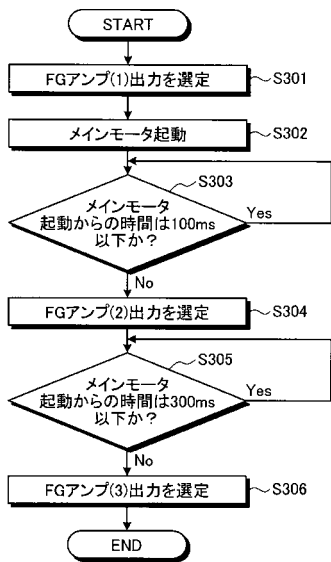 START
FGアンプ(1)出力を選定
S301
メインモータ起動
S302
S303
メインモータ
起動からの時間は100ms
以下か?
Yes
No
FGアンプ(2)出力を選定
S304
S305
メインモータ
起動からの時間は300ms
以下か?
Yes
No
FGアンプ(3)出力を選定
S306
END